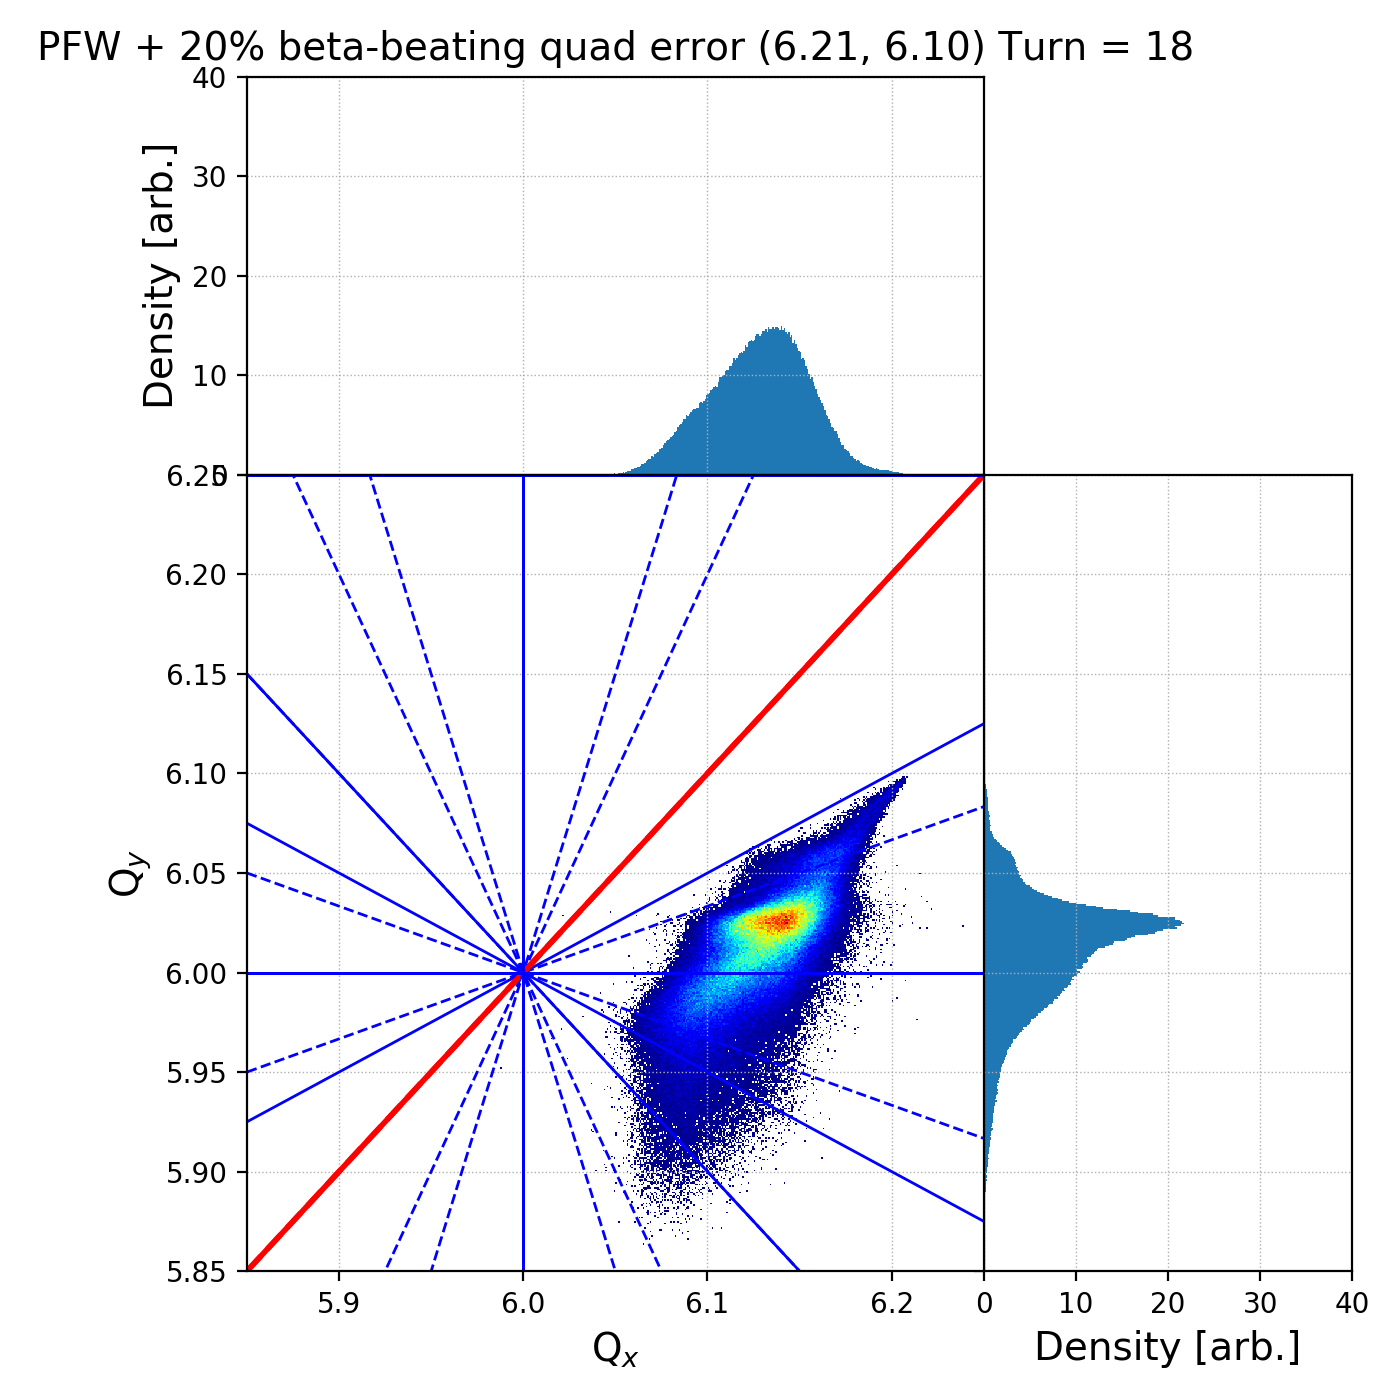 PFW + 20% beta-beating quad error (6.21, 6.10) Turn = 18
40
30
20
10
0
Density [arb.]
6.25
6.20
6.15
6.10
6.05
6.00
5.95
5.90
5.85
Qy
5.9 6.0 6.1 6.2
Qx
0 10 20 30 40
Density [arb.]